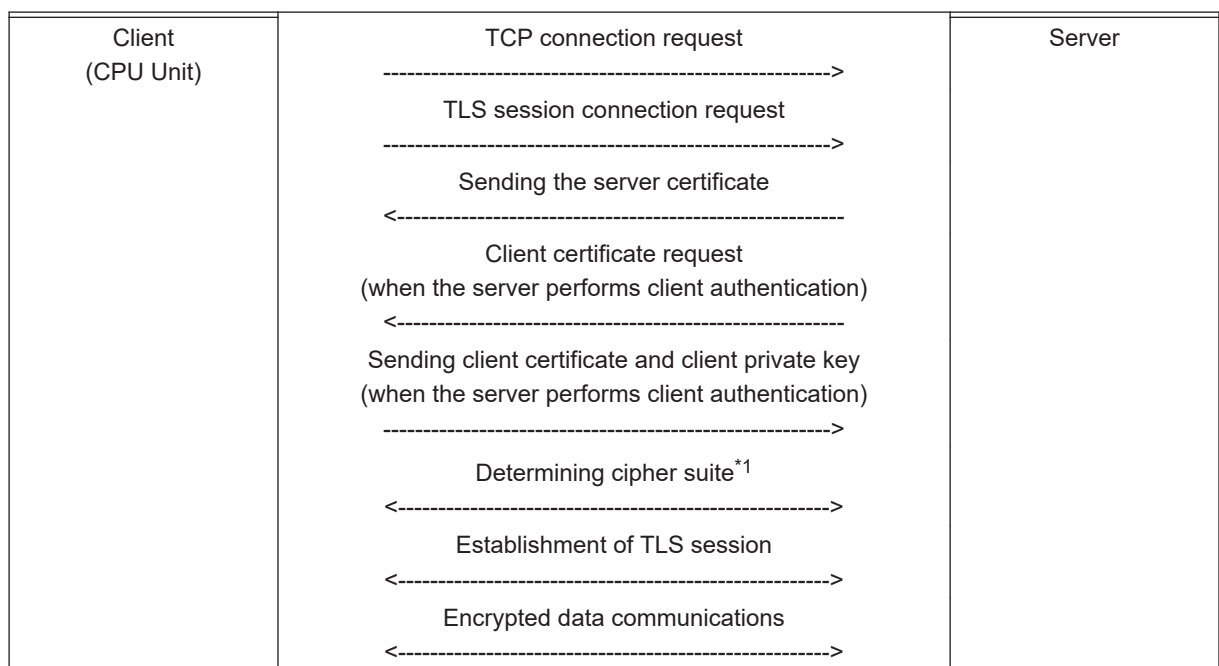 Client
(CPU Unit)
TCP connection request
-------------------------------------------------------->
TLS session connection request
-------------------------------------------------------->
Sending the server certificate
<--------------------------------------------------------
Client certificate request
(when the server performs client authentication)
<--------------------------------------------------------
Sending client certificate and client private key
(when the server performs client authentication)
-------------------------------------------------------->
Determining cipher suite*1
<------------------------------------------------------>
Establishment of TLS session
<------------------------------------------------------>
Encrypted data communications
<------------------------------------------------------>
Server